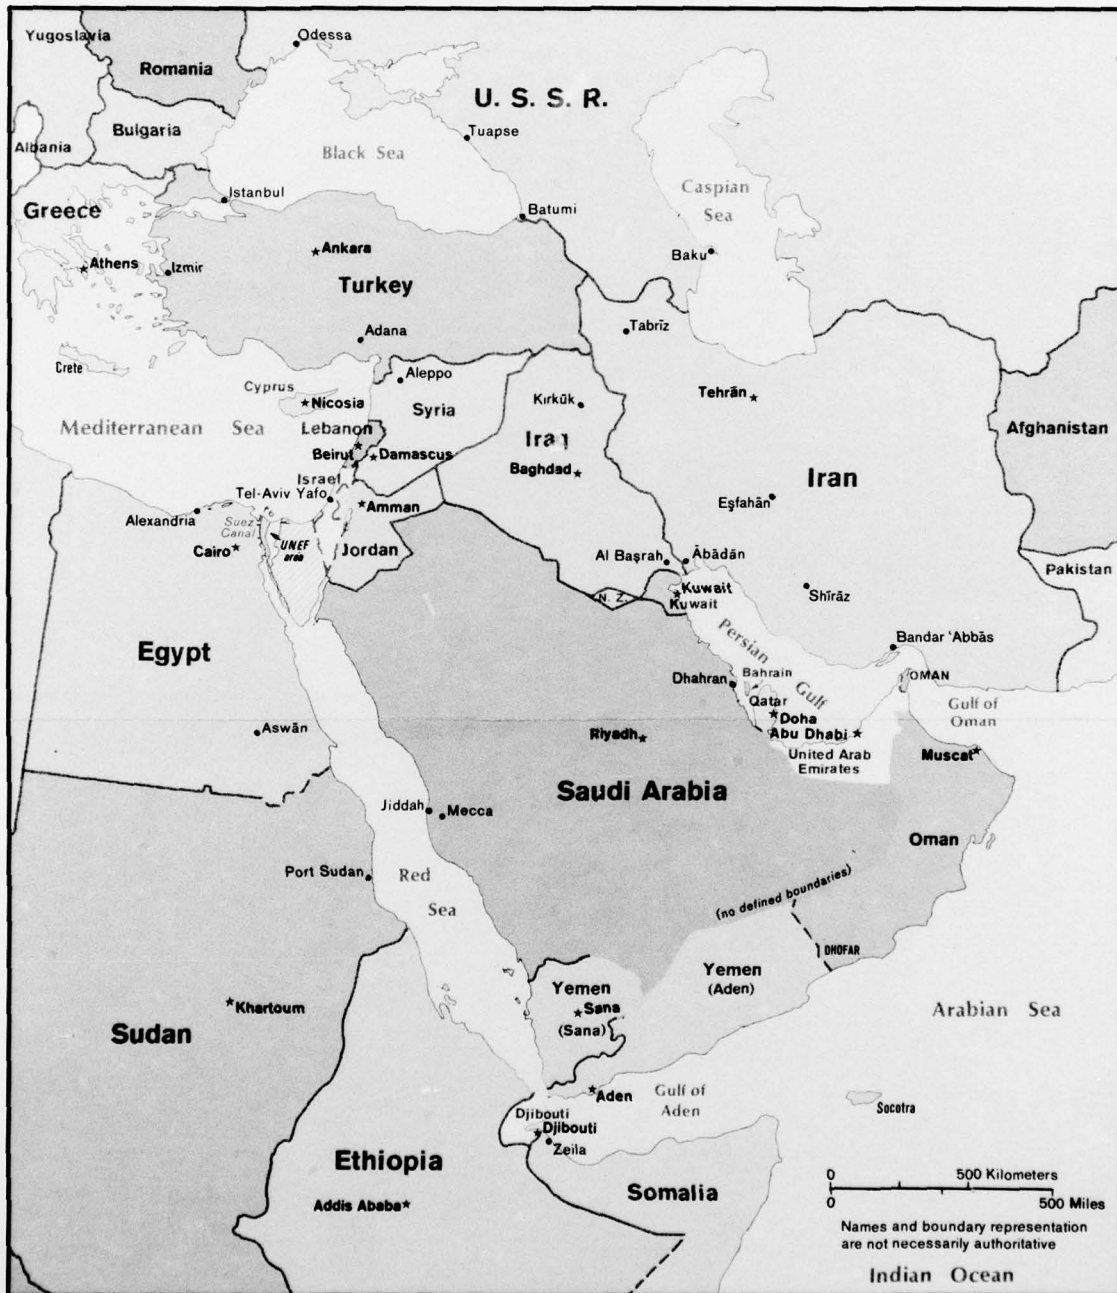 Yugoslavia
Odessa
Romania
U. S. S. R.
Bulgaria
Tuapse
Albania
Black Sea
Caspian
Sea
Istanbul
Greece
Batumi
Ankara
Baku
Athens
Izmir
Turkey
Tabrīz
Adana
Crete
Aleppo
Cyprus
Nicosia
Syria
Kırkūk
Tehrān
Mediterranean Sea
Lebanon
Iraq
Afghanistan
Beirut
Damascus
Baghdad
Iran
Israel
Tel-Aviv Yafo
Amman
Eşfahān
Alexandria
Suez
Canal
UNEF
area
Cairo
Jordan
Al Başrah
Ābādān
Pakistan
Kuwait
Kuwait
N. Z.
Shīrāz
Persian
Gulf
Egypt
Bandar 'Abbās
Dhahran
Bahrain
OMAN
Qatar
Gulf of
Oman
Doha
Aswān
Riyadh
Abu Dhabi
United Arab
Emirates
Muscat
Saudi Arabia
Jiddah
Mecca
Oman
Port Sudan
Red
Sea
(no defined boundaries)
DHOFAR
Yemen
(Aden)
Yemen
Sana
(Sana)
Khartoum
Arabian Sea
Sudan
Aden
Gulf of
Aden
Socotra
Djibouti
Djibouti
Zeila
Ethiopia
Somalia
Addis Ababa
0 500 Kilometers
0 500 Miles
Names and boundary representation
are not necessarily authoritative
Indian Ocean